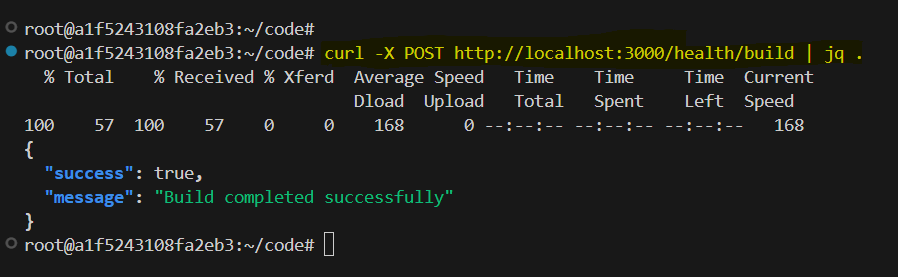 root@a1f5243108fa2eb3:~/code#
root@a1f5243108fa2eb3:~/code# curl -X POST http://localhost:3000/health/build | jq .
  % Total    % Received % Xferd  Average Speed   Time    Time     Time  Current
                                 Dload  Upload   Total   Spent    Left  Speed
100    57  100    57    0     0    168      0 --:--:-- --:--:-- --:--:--   168
{
  "success": true,
  "message": "Build completed successfully"
}
root@a1f5243108fa2eb3:~/code#